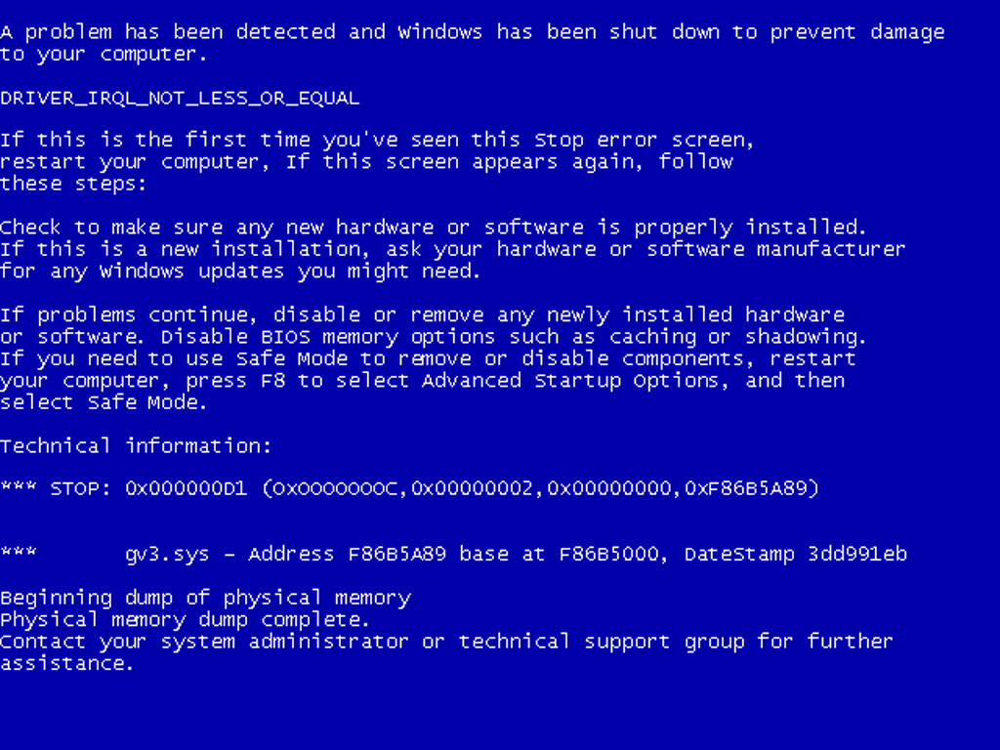 A problem has been detected and Windows has been shut down to prevent damage
to your computer.
DRIVER_IRQL_NOT_LESS_OR_EQUAL
If this is the first time you've seen this Stop error screen,
restart your computer, If this screen appears again, follow
these steps:
Check to make sure any new hardware or software is properly installed.
If this is a new installation, ask your hardware or software manufacturer
for any Windows updates you might need.
If problems continue, disable or remove any newly installed hardware
or software. Disable BIOS memory options such as caching or shadowing.
If you need to use Safe Mode to remove or disable components, restart
your computer, press F8 to select Advanced Startup Options, and then
select Safe Mode.
Technical information:
*** STOP: 0x000000D1 (OxOOOOOOOC,0x00000002,0x00000000,0xF86B5A89)
*** gv3.sys – Address F86B5A89 base at F86B5000, DateStamp 3dd991eb
Beginning dump of physical memory
Physical memory dump complete.
Contact your system administrator or technical support group for further
assistance.